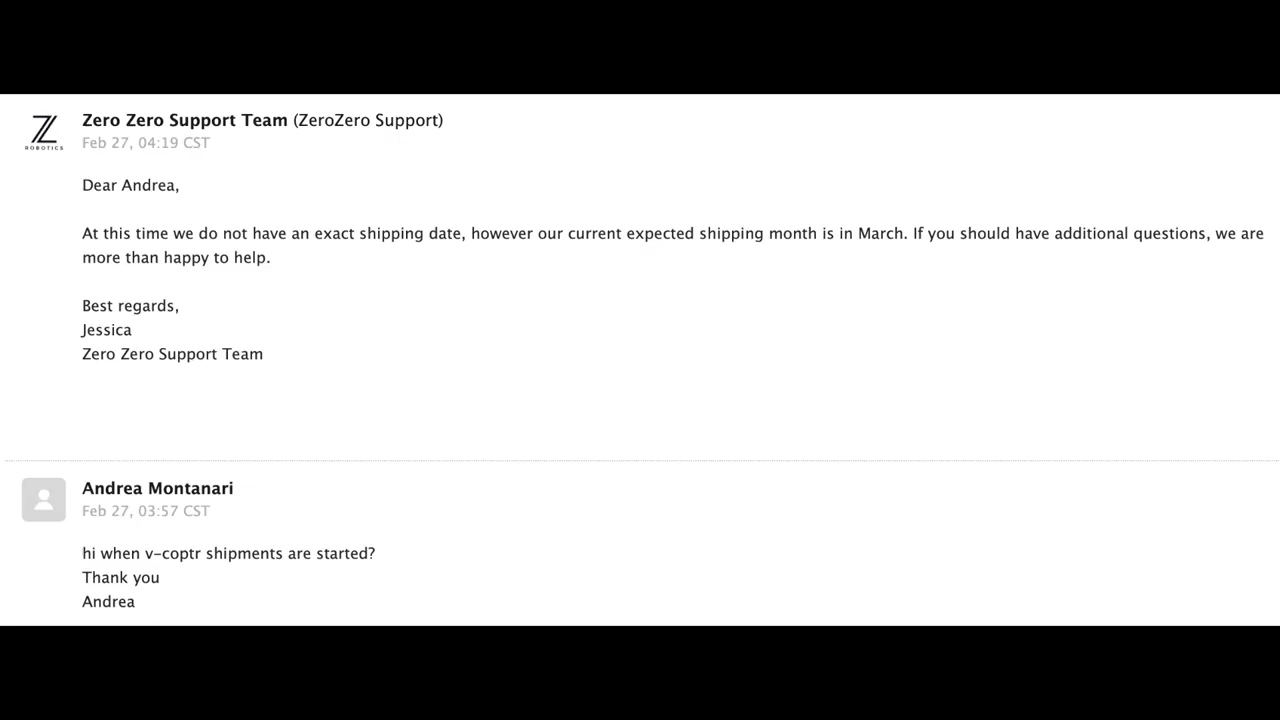 Zero Zero Support Team (ZeroZero Support)
Feb 27, 04:19 CST
ROBOTICS
Dear Andrea,
At this time we do not have an exact shipping date, however our current expected shipping month is in March. If you should have additional questions, we are
more than happy to help.
Best regards,
Jessica
Zero Zero Support Team
Andrea Montanari
Feb 27, 03:57 CST
hi when v-coptr shipments are started?
Thank you
Andrea